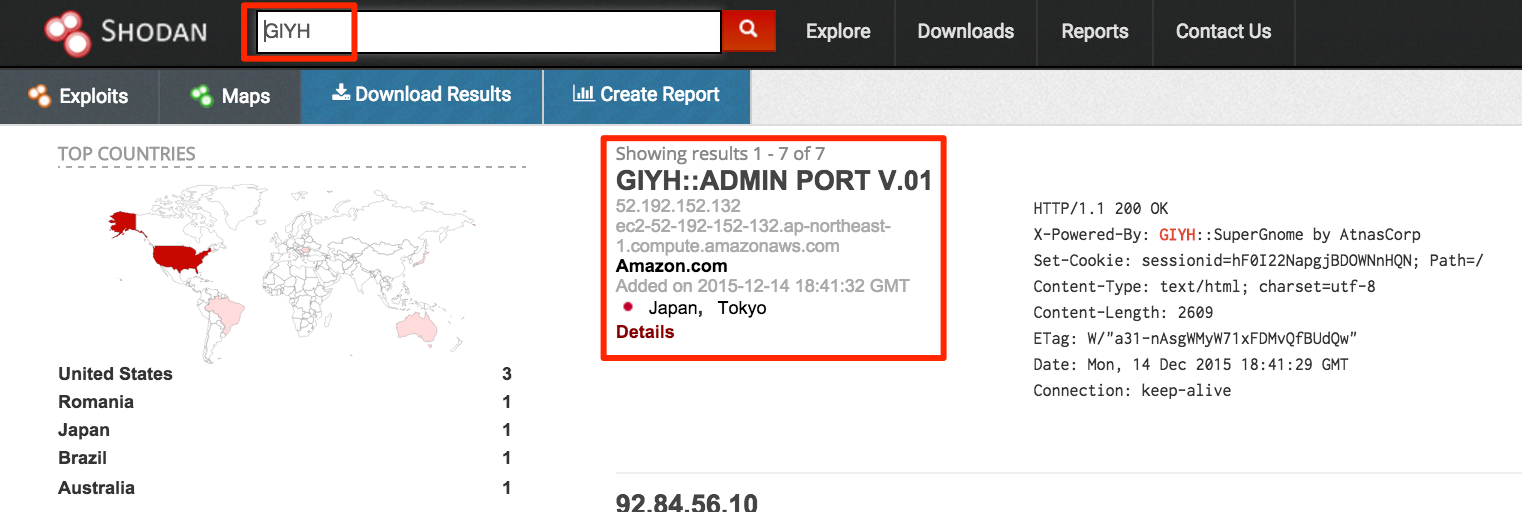 SHODAN
GIYH
Explore
Downloads
Reports
Contact Us
Exploits
Maps
Download Results
Create Report
TOP COUNTRIES
United States 3
Romania 1
Japan 1
Brazil 1
Australia 1
Showing results 1 - 7 of 7
GIYH::ADMIN PORT V.01
52.192.152.132
ec2-52-192-152-132.ap-northeast-
1.compute.amazonaws.com
Amazon.com
Added on 2015-12-14 18:41:32 GMT
Japan, Tokyo
Details
HTTP/1.1 200 OK
X-Powered-By: GIYH::SuperGnome by AtnasCorp
Set-Cookie: sessionid=hF0I22NapgjBDOWNnHQN; Path=/
Content-Type: text/html; charset=utf-8
Content-Length: 2609
ETag: W/"a31-nAsgWMyW71xFDMvQfBUdQw"
Date: Mon, 14 Dec 2015 18:41:29 GMT
Connection: keep-alive
92.84.56.10